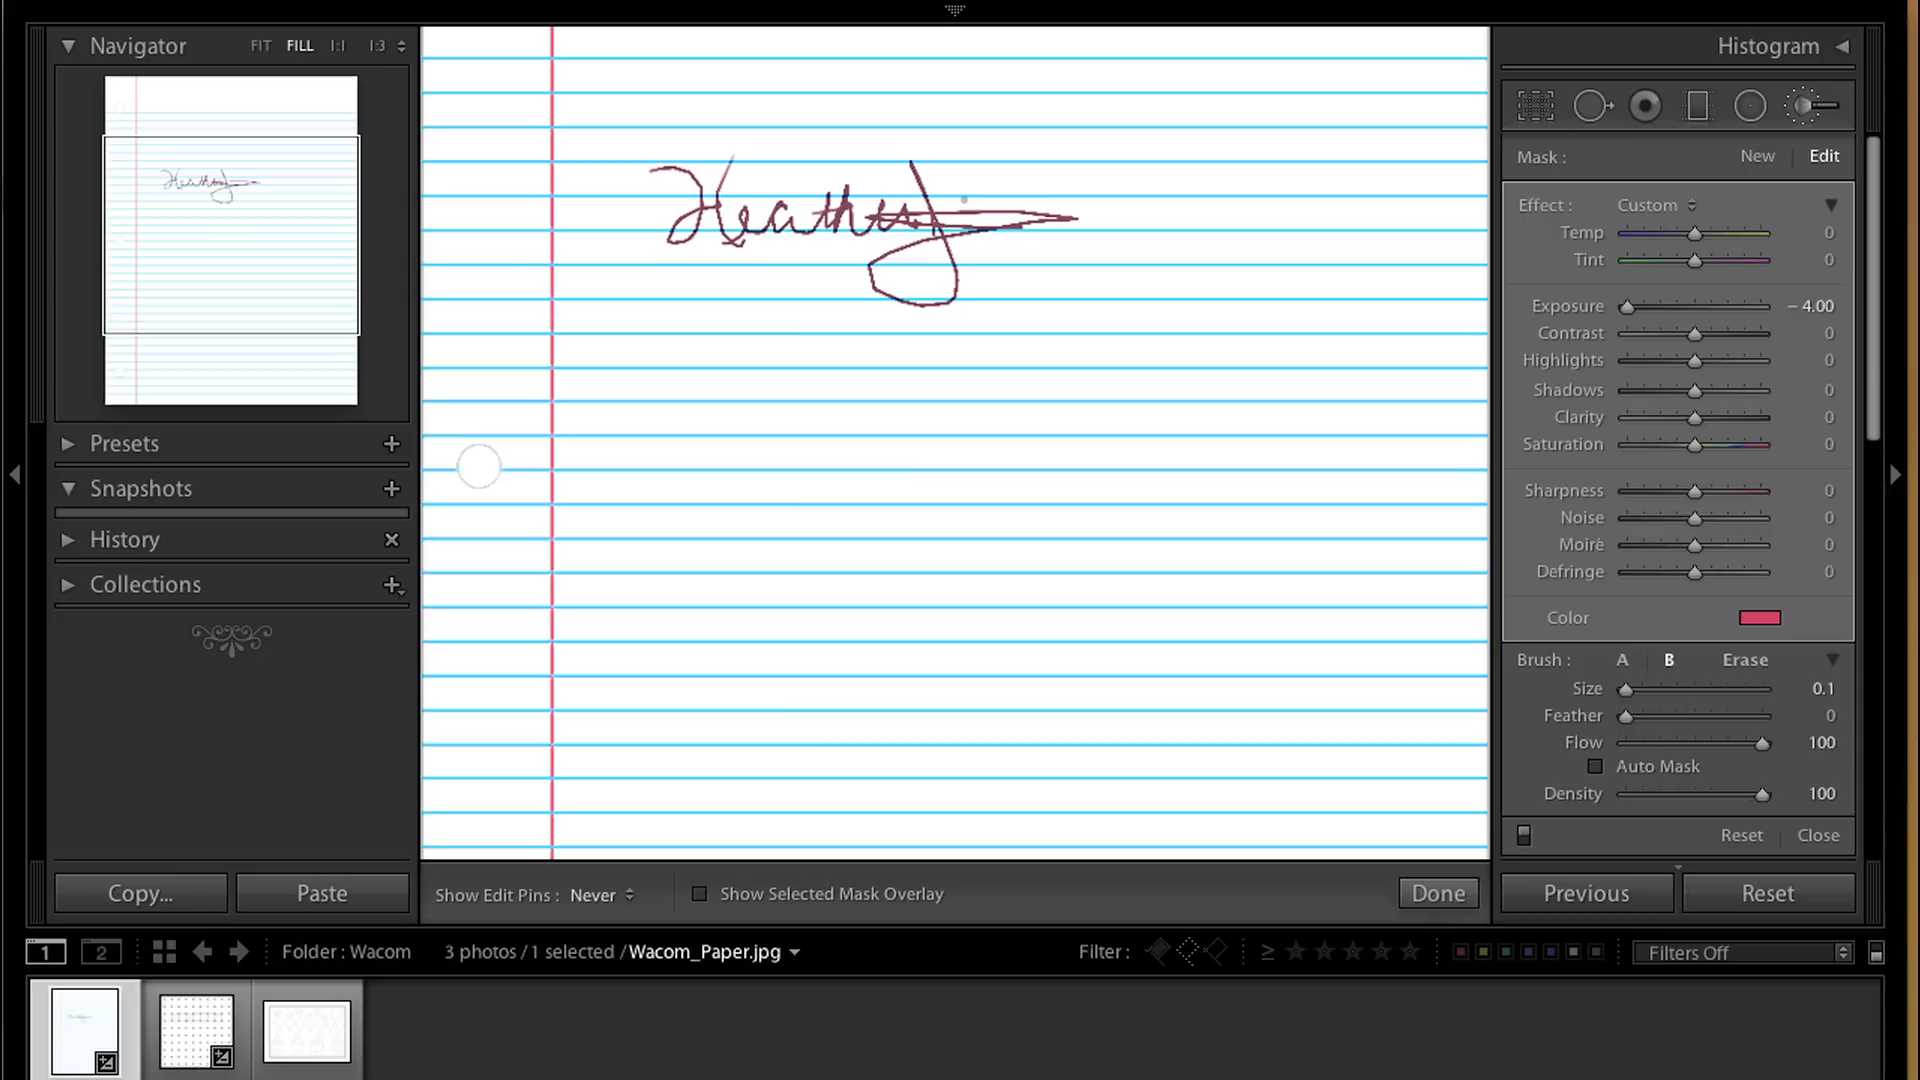 Navigator FIT FILL 1:1 1:3
Presets
Snapshots
History
Collections
Copy... Paste
Heather
Show Edit Pins : Never Show Selected Mask Overlay Done
Histogram
Mask : New Edit
Effect : Custom
Temp 0
Tint 0
Exposure – 4.00
Contrast 0
Highlights 0
Shadows 0
Clarity 0
Saturation 0
Sharpness 0
Noise 0
Moiré 0
Defringe 0
Color
Brush : A B Erase
Size 0.1
Feather 0
Flow 100
Auto Mask
Density 100
Reset Close
Previous Reset
1 2 Folder : Wacom 3 photos / 1 selected / Wacom_Paper.jpg Filter : ≥ Filters Off